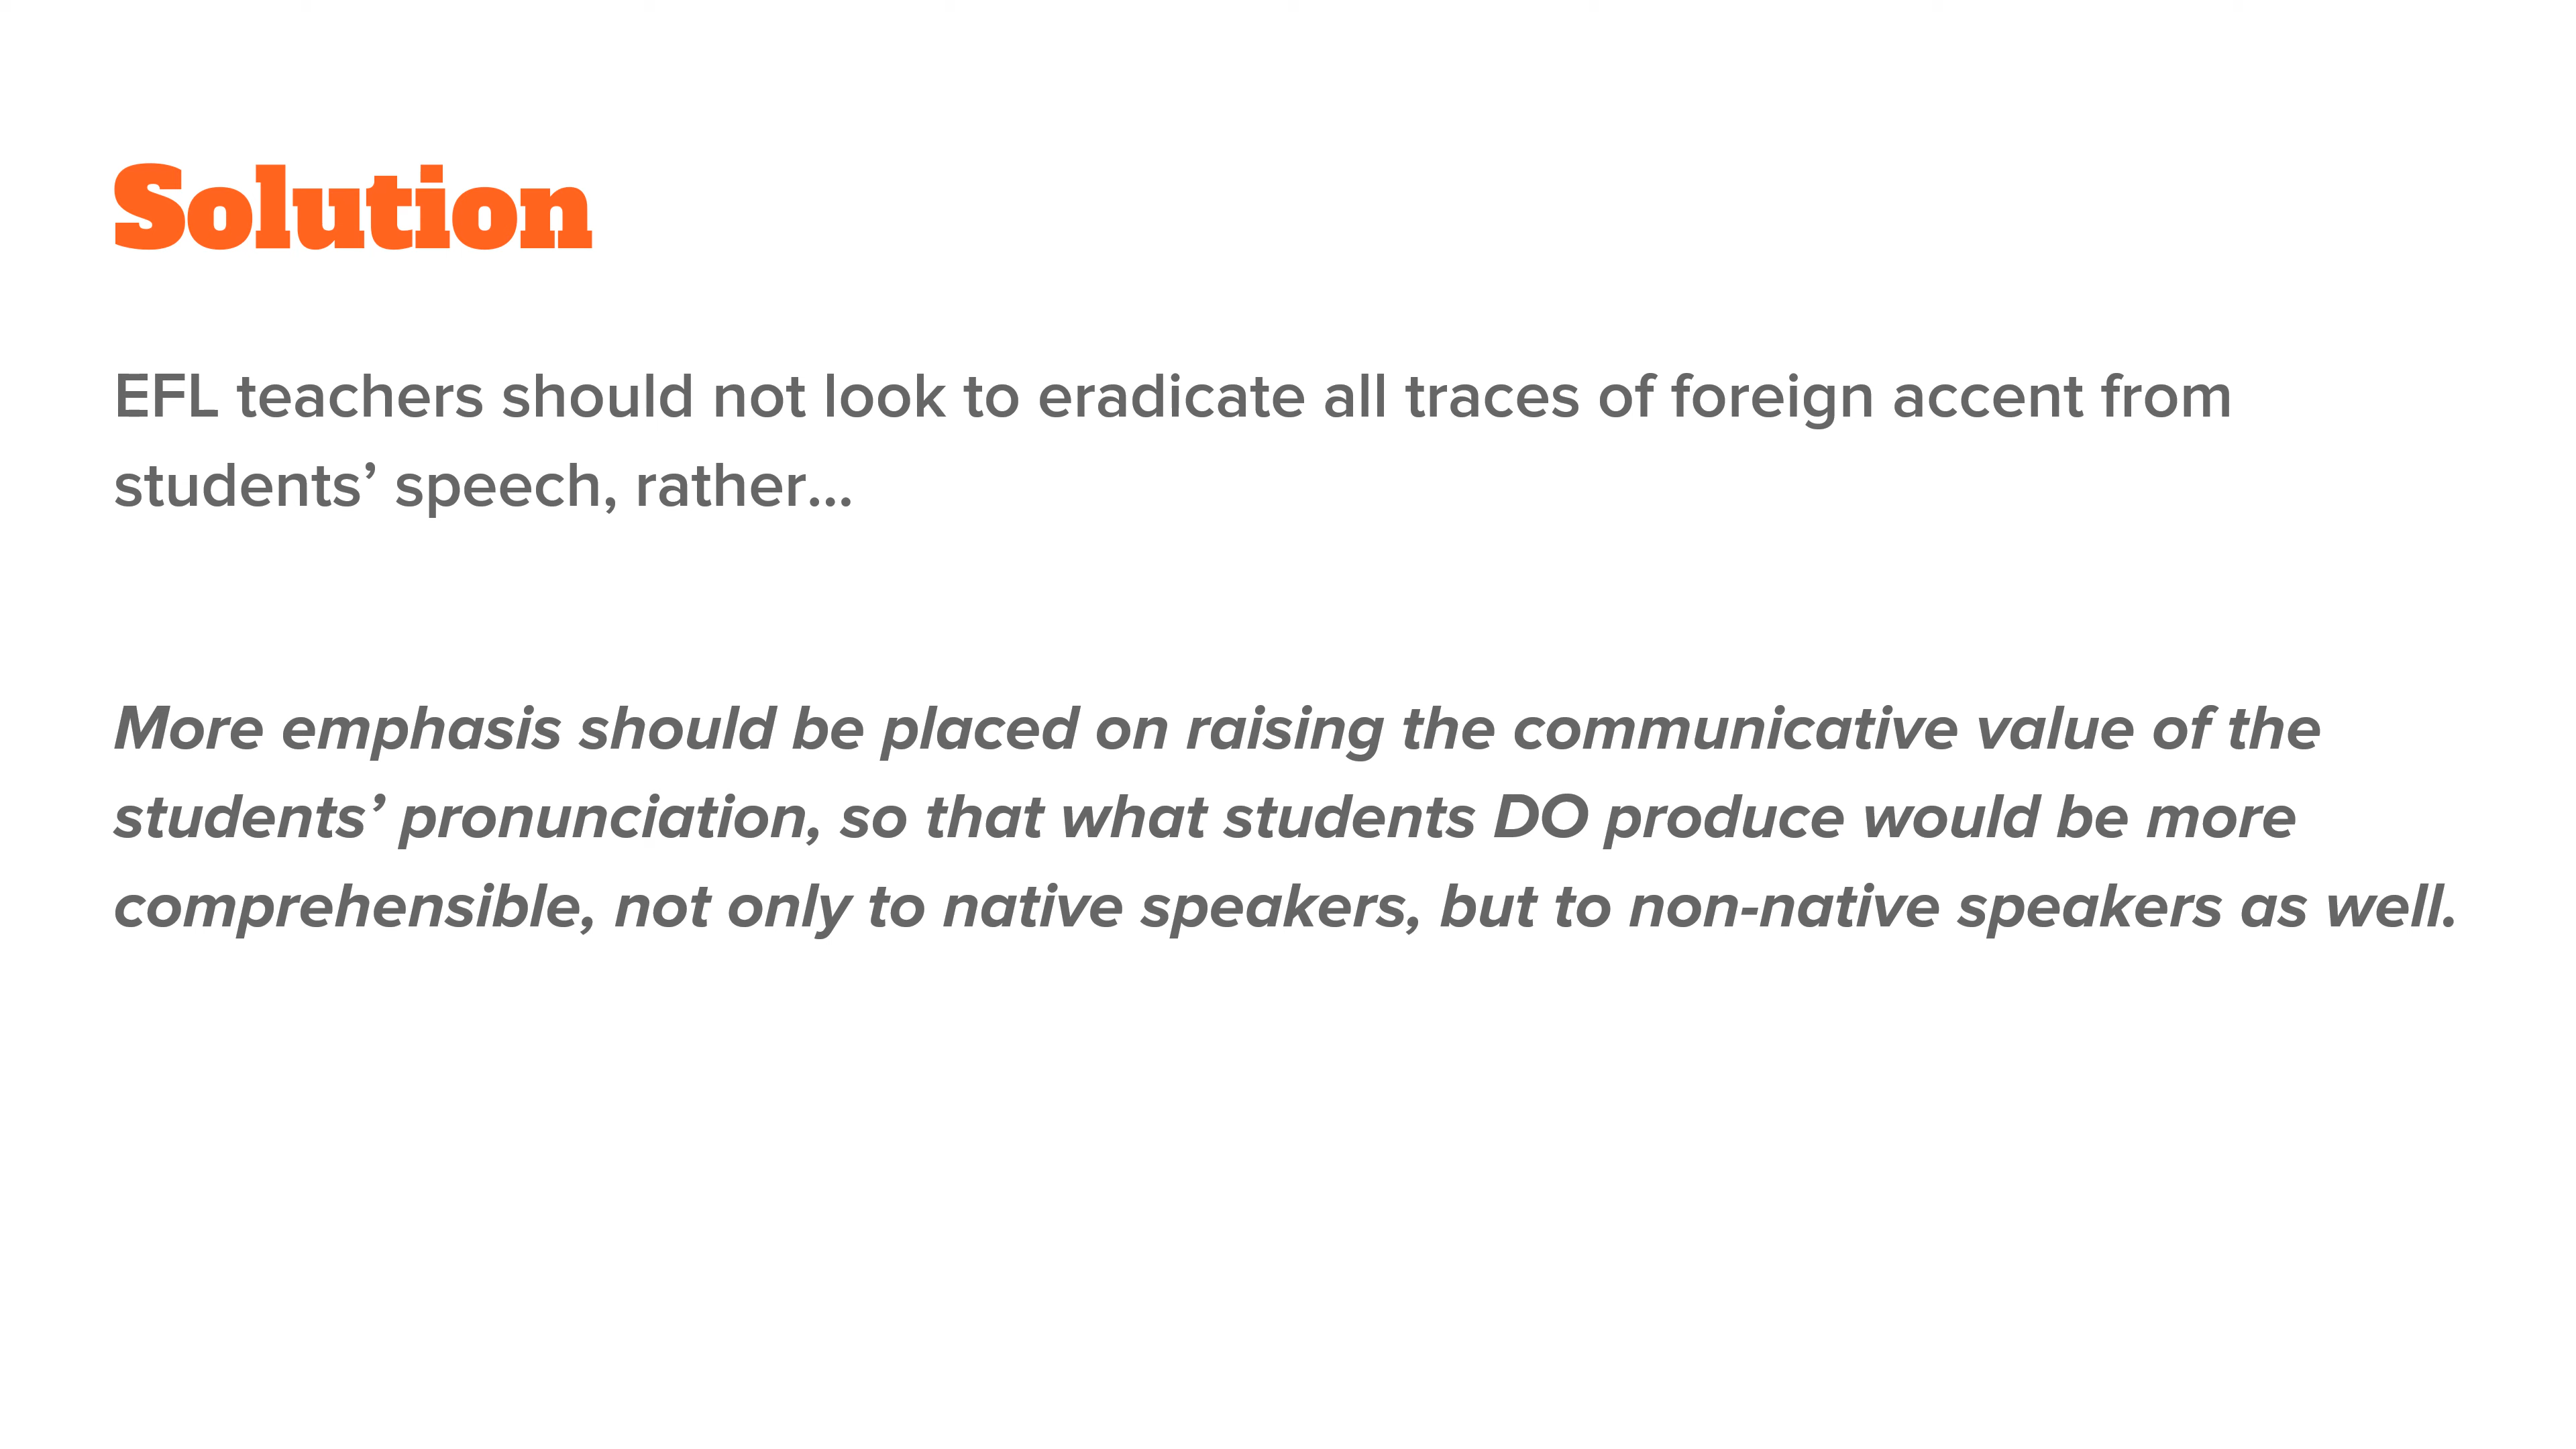 Solution
EFL teachers should not look to eradicate all traces of foreign accent from
students’ speech, rather...
More emphasis should be placed on raising the communicative value of the
students’ pronunciation, so that what students DO produce would be more
comprehensible, not only to native speakers, but to non-native speakers as well.